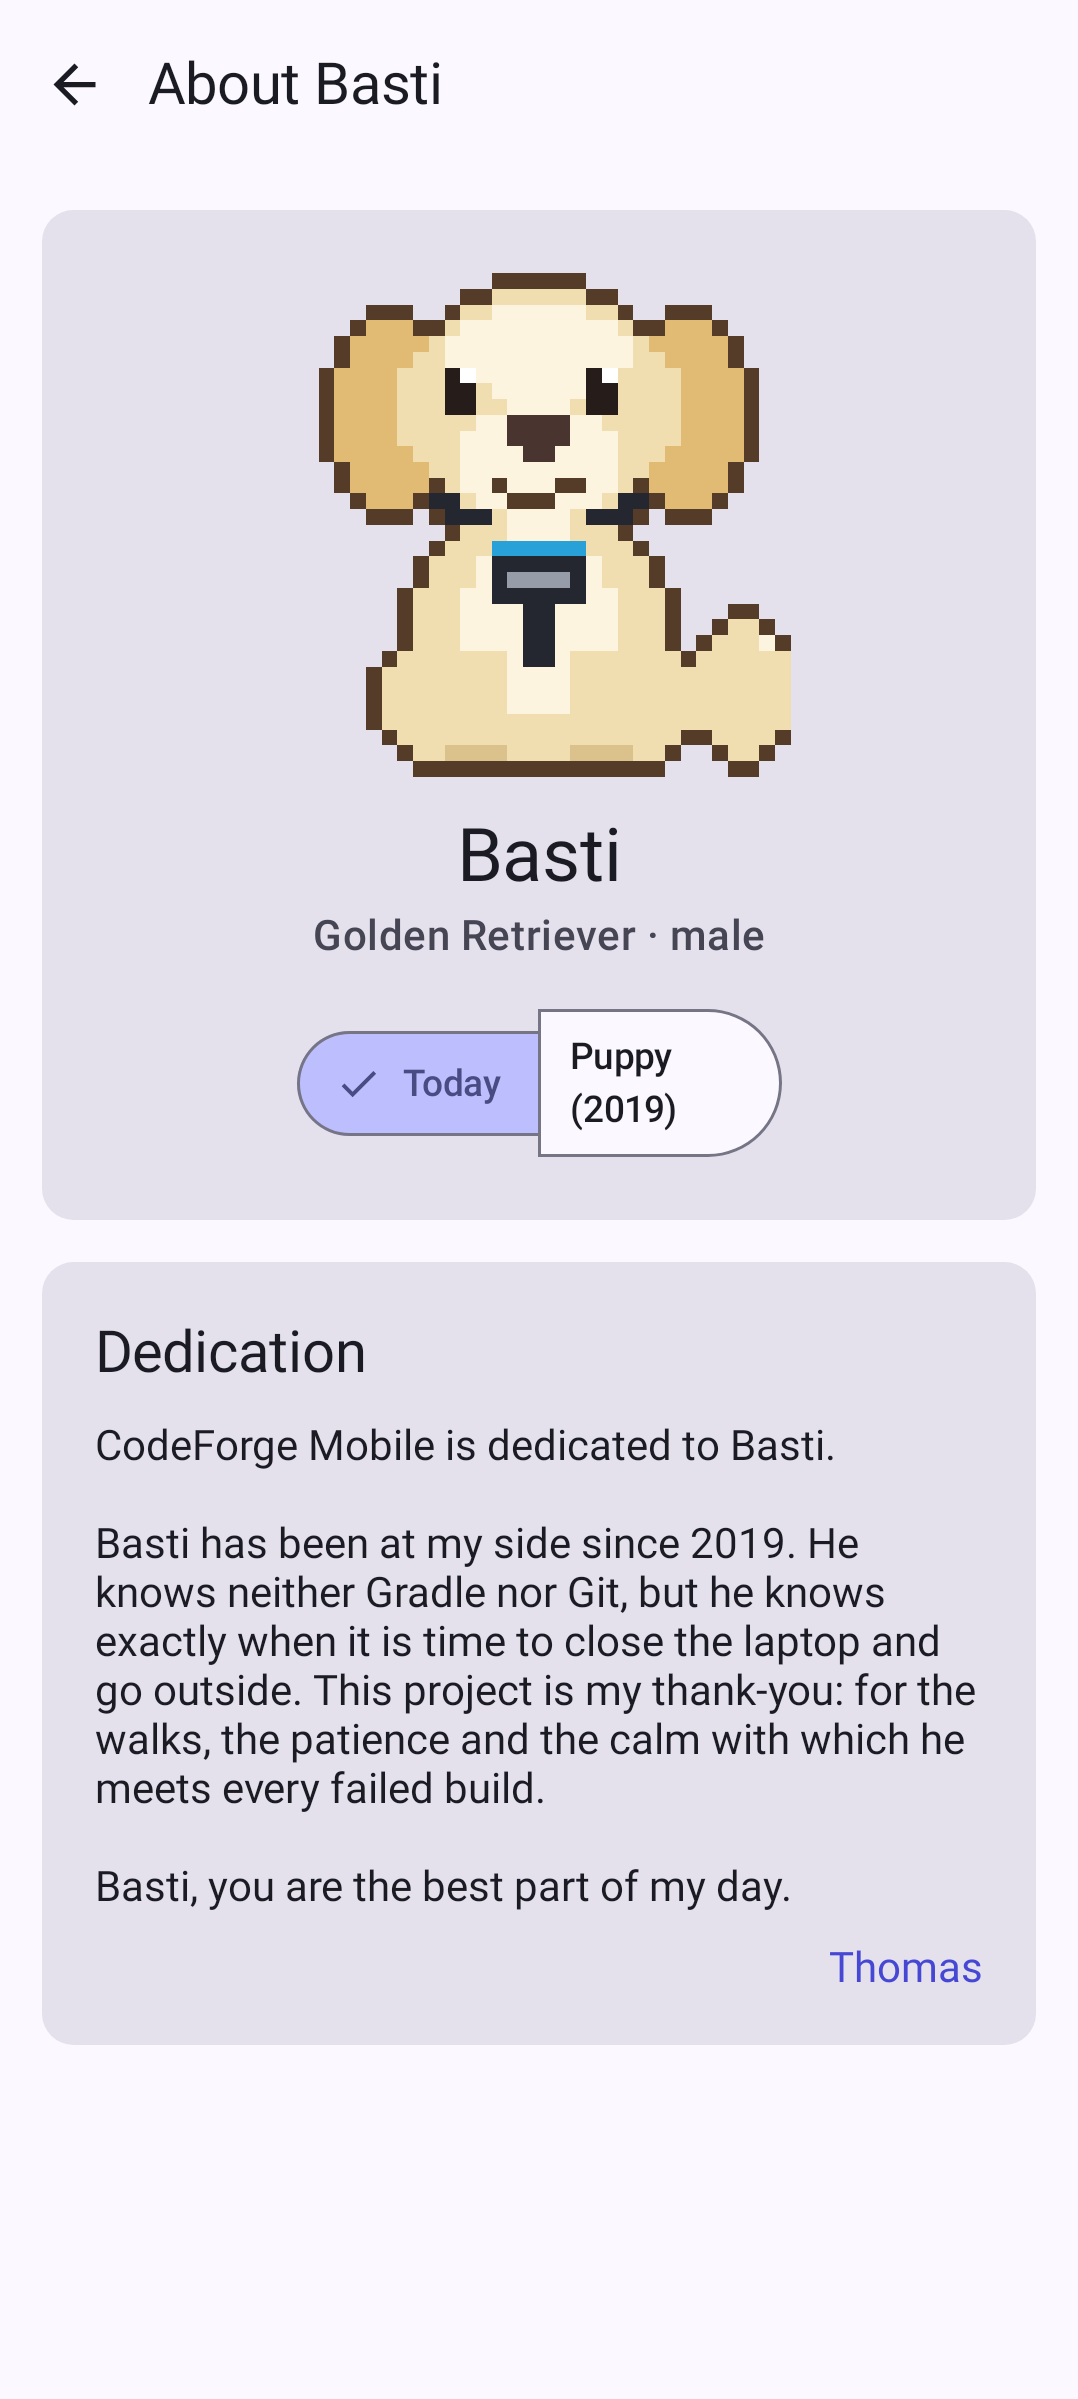 About Basti
Basti
Golden Retriever · male
Today
Puppy
(2019)
Dedication
CodeForge Mobile is dedicated to Basti.
Basti has been at my side since 2019. He
knows neither Gradle nor Git, but he knows
exactly when it is time to close the laptop and
go outside. This project is my thank-you: for the
walks, the patience and the calm with which he
meets every failed build.
Basti, you are the best part of my day.
Thomas